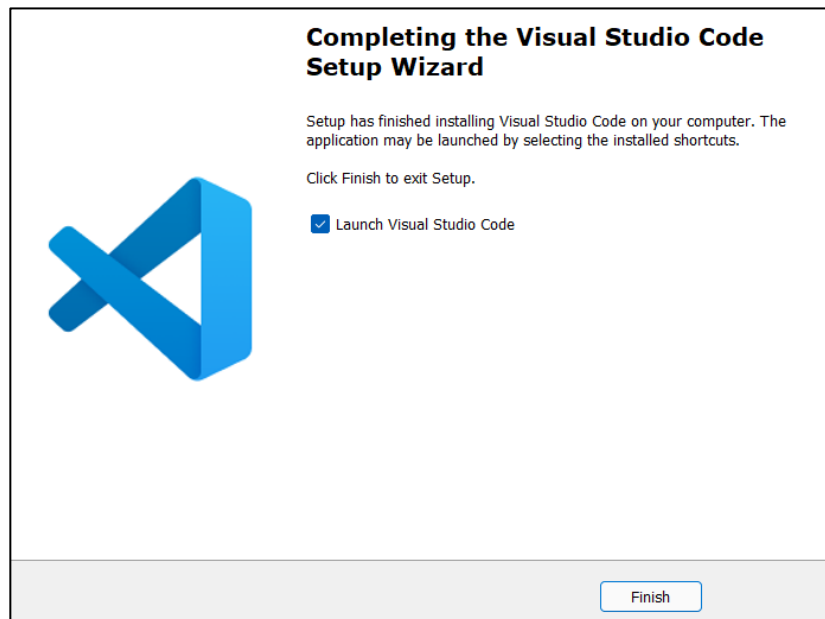 Completing the Visual Studio Code
Setup Wizard
Setup has finished installing Visual Studio Code on your computer. The
application may be launched by selecting the installed shortcuts.
Click Finish to exit Setup.
Launch Visual Studio Code
Finish